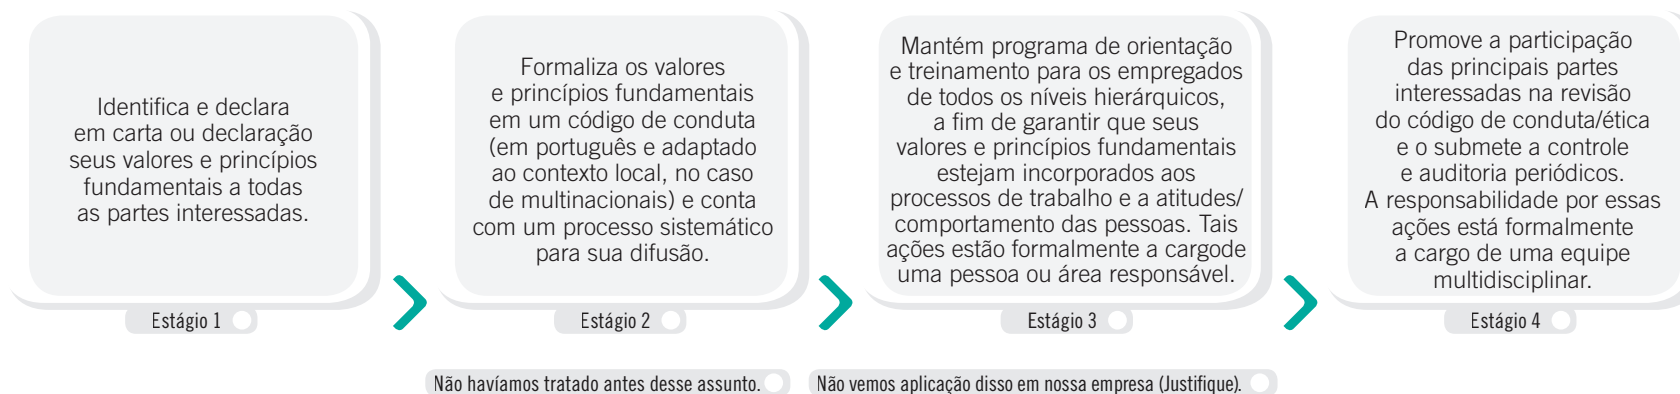 Identifica e declara
em carta ou declaração
seus valores e princípios
fundamentais a todas
as partes interessadas.
Estágio 1
Formaliza os valores
e princípios fundamentais
em um código de conduta
(em português e adaptado
ao contexto local, no caso
de multinacionais) e conta
com um processo sistemático
para sua difusão.
Estágio 2
Mantém programa de orientação
e treinamento para os empregados
de todos os níveis hierárquicos,
a fim de garantir que seus
valores e princípios fundamentais
estejam incorporados aos
processos de trabalho e a atitudes/
comportamento das pessoas. Tais
ações estão formalmente a cargode
uma pessoa ou área responsável.
Estágio 3
Promove a participação
das principais partes
interessadas na revisão
do código de conduta/ética
e o submete a controle
e auditoria periódicos.
A responsabilidade por essas
ações está formalmente
a cargo de uma equipe
multidisciplinar.
Estágio 4
Não havíamos tratado antes desse assunto.
Não vemos aplicação disso em nossa empresa (Justifique).